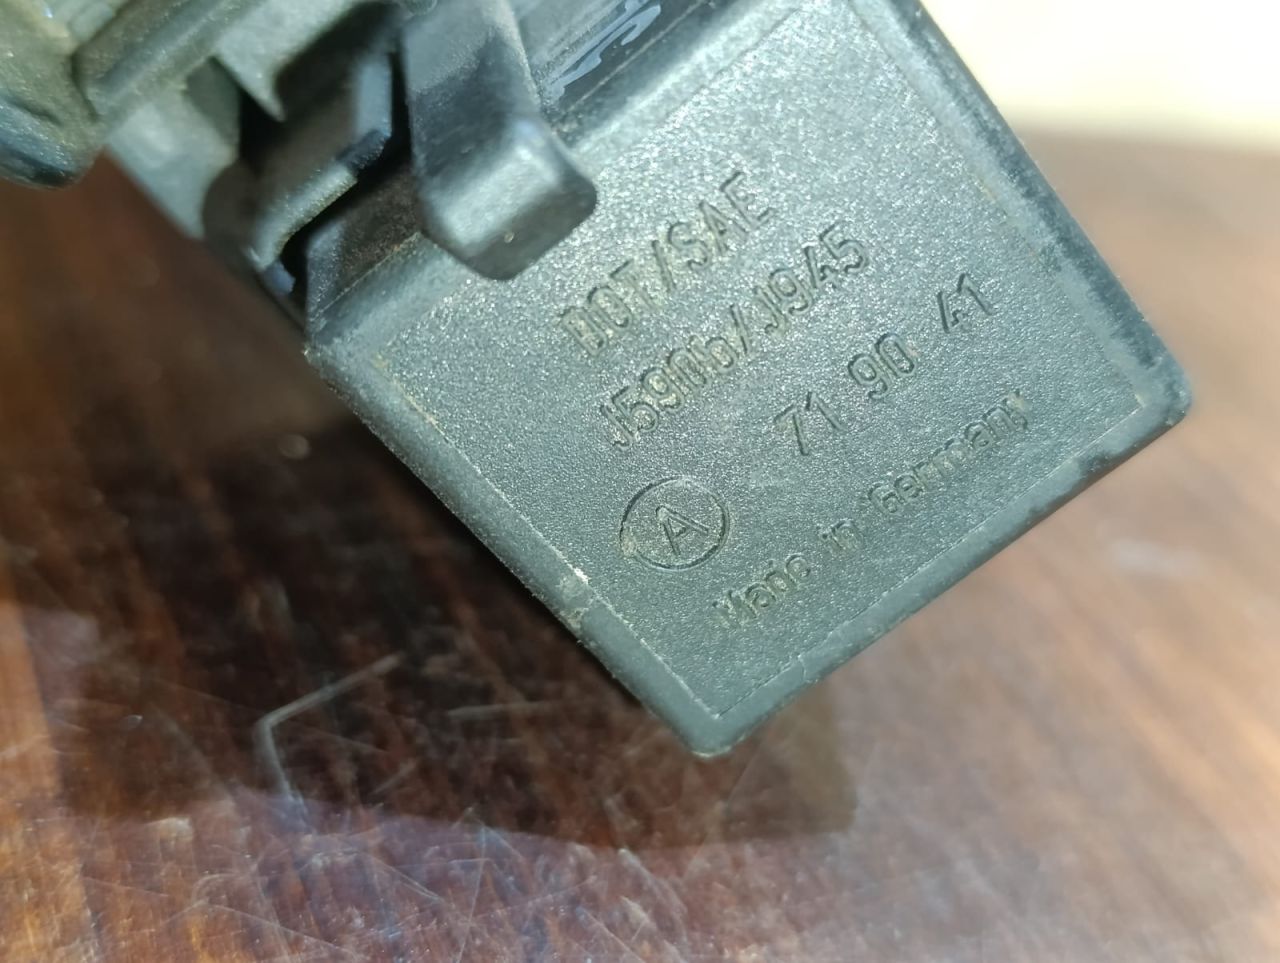 DOT/SAE
J590b/J945
71 90 41
A
Made in Germany